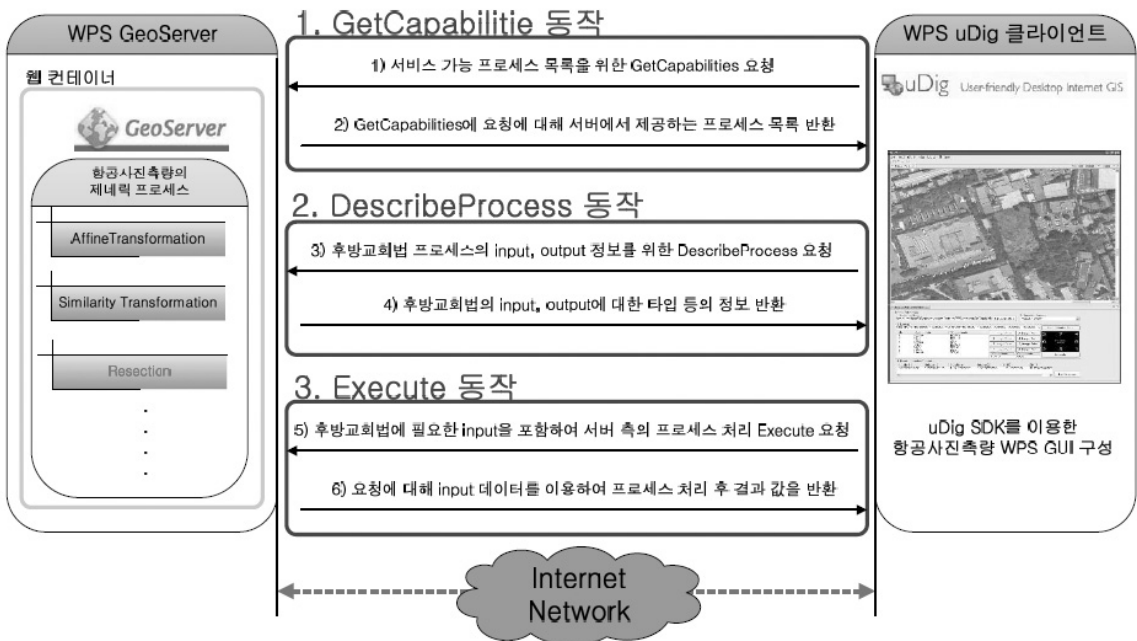 WPS GeoServer
웹 컨테이너
GeoServer
항공사진측량의
제네릭 프로세스
AffineTransformation
Similarity Transformation
Resection
1. GetCapabilitie 동작
1) 서비스 가능 프로세스 목록을 위한 GetCapabilities 요청
2) GetCapabilities에 요청에 대해 서버에서 제공하는 프로세스 목록 반환
2. DescribeProcess 동작
3) 후방교회법 프로세스의 input, output 정보를 위한 DescribeProcess 요청
4) 후방교회법의 input, output에 대한 타입 등의 정보 반환
3. Execute 동작
5) 후방교회법에 필요한 input을 포함하여 서버 측의 프로세스 처리 Execute 요청
6) 요청에 대해 input 데이터를 이용하여 프로세스 처리 후 결과 값을 반환
Internet
Network
WPS uDig 클라이언트
uDig User-friendly Desktop Internet GIS
uDig SDK를 이용한
항공사진측량 WPS GUI 구성